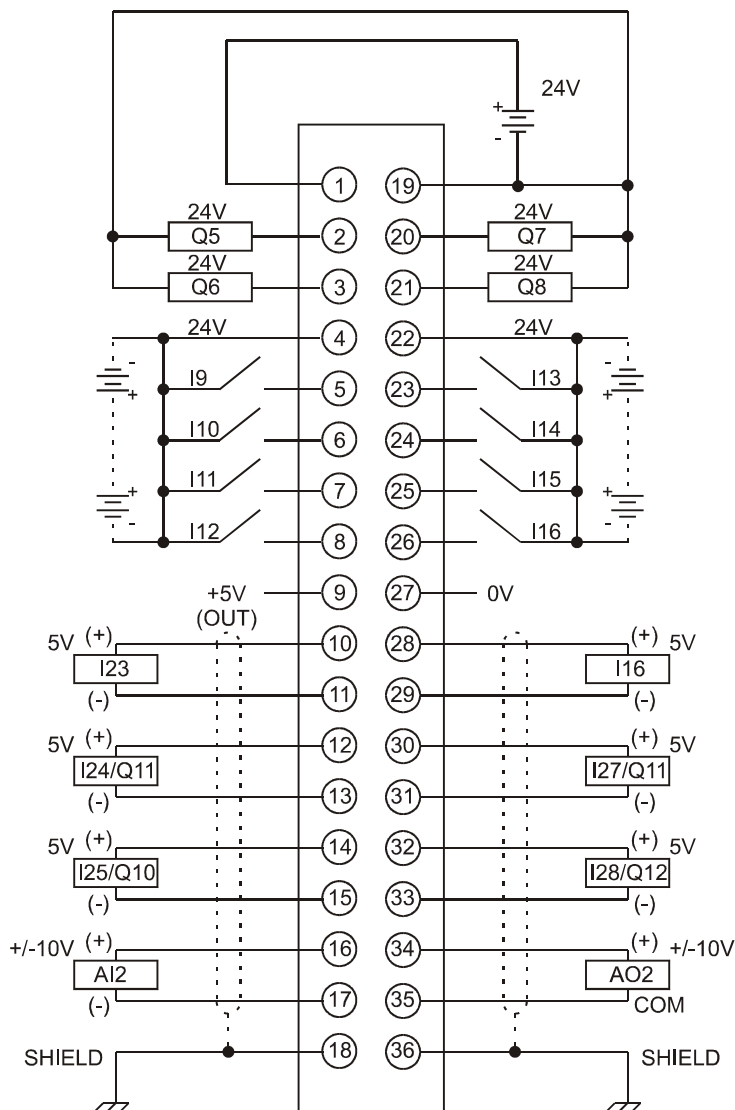 24V
+
-
1 19
24V 24V
Q5 2 20 Q7
24V 24V
Q6 3 21 Q8
24V 4 22 24V
- -
I9 5 23 I13
+ +
I10 6 24 I14
I11 7 25 I15
+ +
- -
I12 8 26 I16
+5V 9 27 0V
(OUT)
5V (+) 10 28 (+) 5V
I23 I16
(-) 11 29 (-)
5V (+) 12 30 (+) 5V
I24/Q11 I27/Q11
(-) 13 31 (-)
5V (+) 14 32 (+) 5V
I25/Q10 I28/Q12
(-) 15 33 (-)
+/-10V (+) 16 34 (+) +/-10V
AI2 AO2
(-) 17 35 COM
SHIELD 18 36 SHIELD